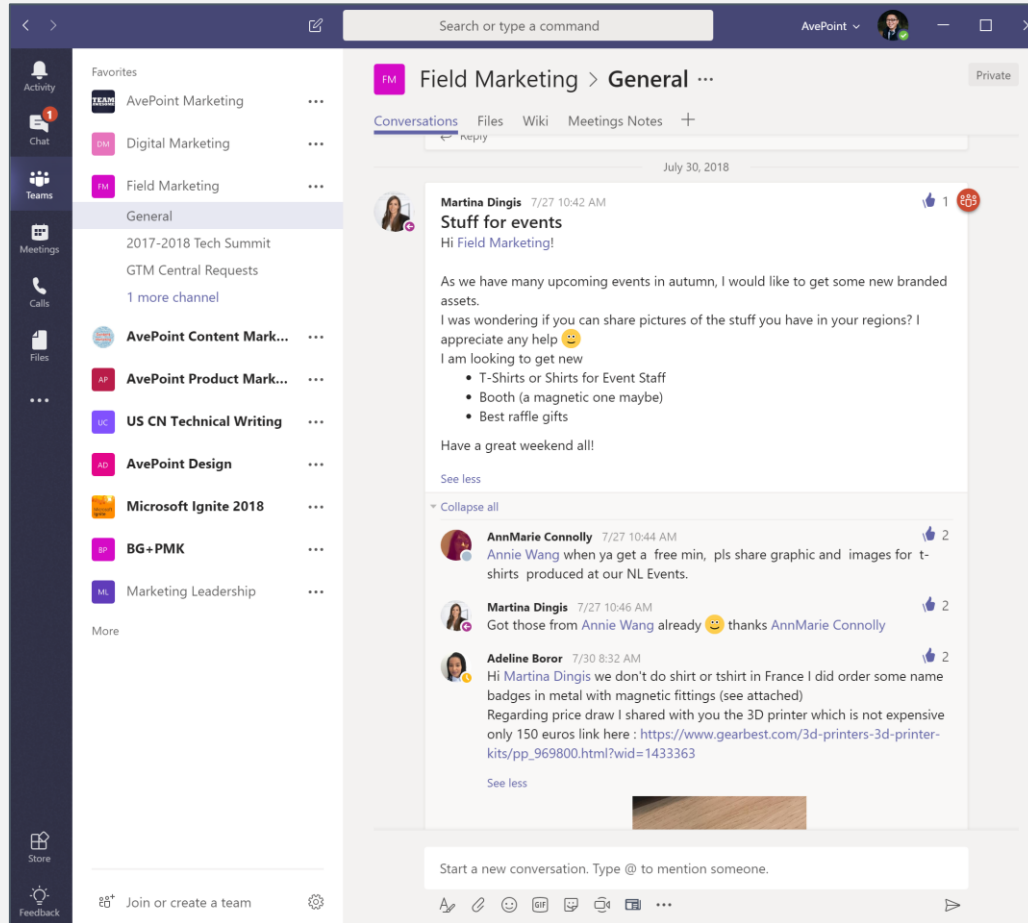 Search or type a command
AvePoint
Activity
1
Chat
Teams
Meetings
Calls
Files
Store
Feedback
Favorites
TEAM AWESOME
AvePoint Marketing
DM
Digital Marketing
FM
Field Marketing
General
2017-2018 Tech Summit
GTM Central Requests
1 more channel
AvePoint Content Mark...
AP
AvePoint Product Mark...
UC
US CN Technical Writing
AD
AvePoint Design
Microsoft Ignite 2018
BP
BG+PMK
ML
Marketing Leadership
More
Join or create a team
FM
Field Marketing > General ...
Private
Conversations Files Wiki Meetings Notes +
Reply
July 30, 2018
Martina Dingis 7/27 10:42 AM
1
Stuff for events
Hi Field Marketing!
As we have many upcoming events in autumn, I would like to get some new branded
assets.
I was wondering if you can share pictures of the stuff you have in your regions? I
appreciate any help 🙂
I am looking to get new
• T-Shirts or Shirts for Event Staff
• Booth (a magnetic one maybe)
• Best raffle gifts
Have a great weekend all!
See less
Collapse all
AnnMarie Connolly 7/27 10:44 AM
2
Annie Wang when ya get a free min, pls share graphic and images for t-
shirts produced at our NL Events.
Martina Dingis 7/27 10:46 AM
2
Got those from Annie Wang already 🙂 thanks AnnMarie Connolly
Adeline Boror 7/30 8:32 AM
2
Hi Martina Dingis we don't do shirt or tshirt in France I did order some name
badges in metal with magnetic fittings (see attached)
Regarding price draw I shared with you the 3D printer which is not expensive
only 150 euros link here : https://www.gearbest.com/3d-printers-3d-printer-
kits/pp_969800.html?wid=1433363
See less
Start a new conversation. Type @ to mention someone.
GIF